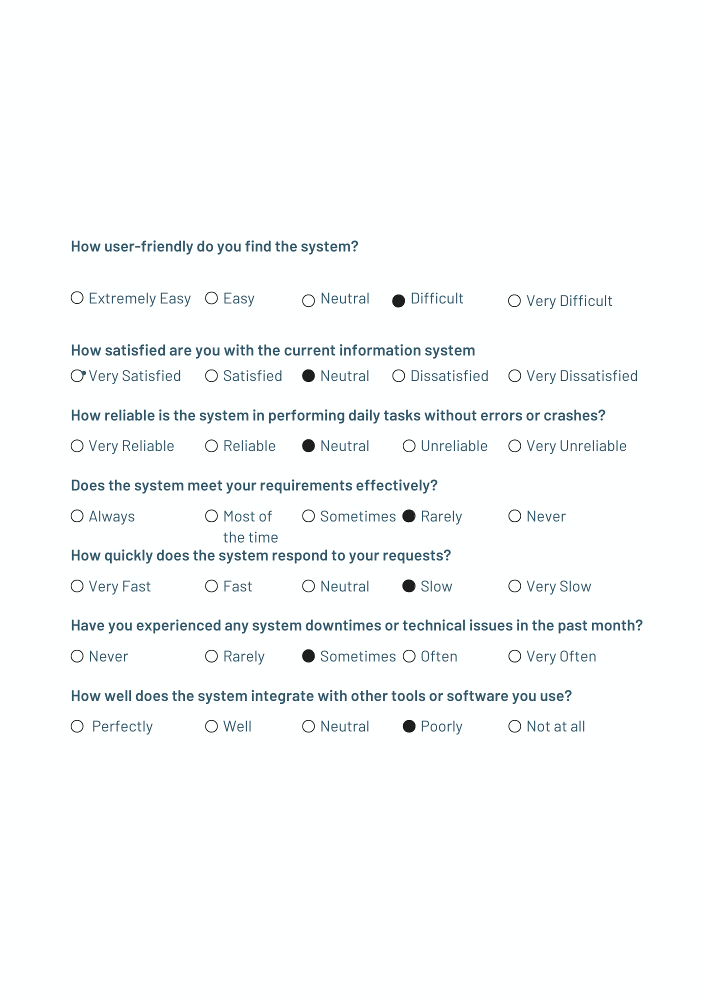 How user-friendly do you find the system?
Extremely Easy Easy Neutral Difficult Very Difficult
How satisfied are you with the current information system
Very Satisfied Satisfied Neutral Dissatisfied Very Dissatisfied
How reliable is the system in performing daily tasks without errors or crashes?
Very Reliable Reliable Neutral Unreliable Very Unreliable
Does the system meet your requirements effectively?
Always Most of Sometimes Rarely Never
the time
How quickly does the system respond to your requests?
Very Fast Fast Neutral Slow Very Slow
Have you experienced any system downtimes or technical issues in the past month?
Never Rarely Sometimes Often Very Often
How well does the system integrate with other tools or software you use?
Perfectly Well Neutral Poorly Not at all